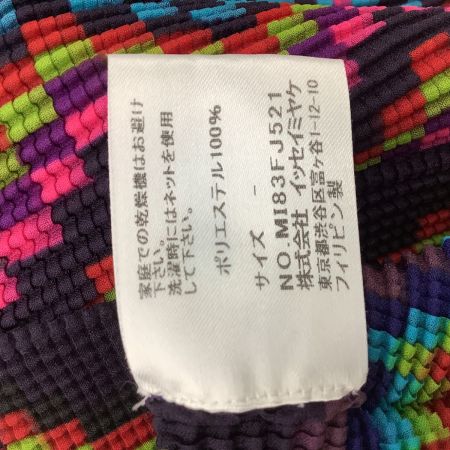 家庭での乾燥機はお避け
下さい。
洗濯時にはネットを使用
して下さい。
ポリエステル100%
サイズ -
NO.MI83FJ521
株式会社 イッセイミヤケ
東京都渋谷区富ケ谷1-12-10
フィリピン製